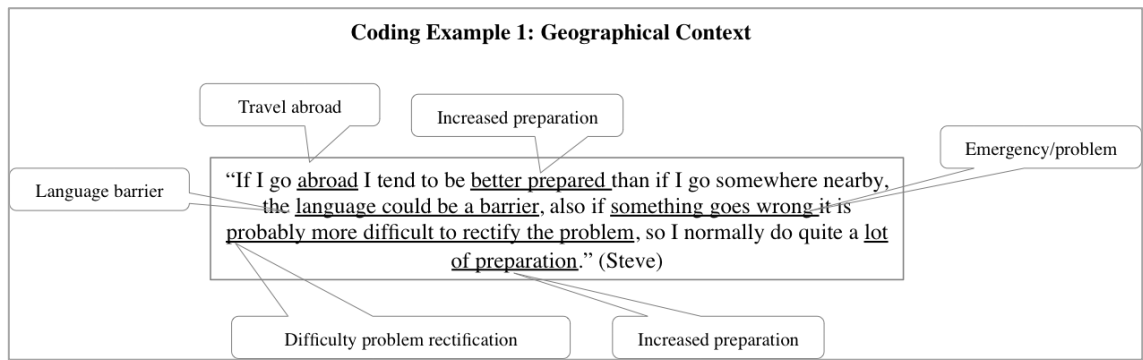 Coding Example 1: Geographical Context
Travel abroad
Increased preparation
Emergency/problem
Language barrier
“If I go abroad I tend to be better prepared than if I go somewhere nearby,
the language could be a barrier, also if something goes wrong it is
probably more difficult to rectify the problem, so I normally do quite a lot
of preparation.” (Steve)
Difficulty problem rectification
Increased preparation